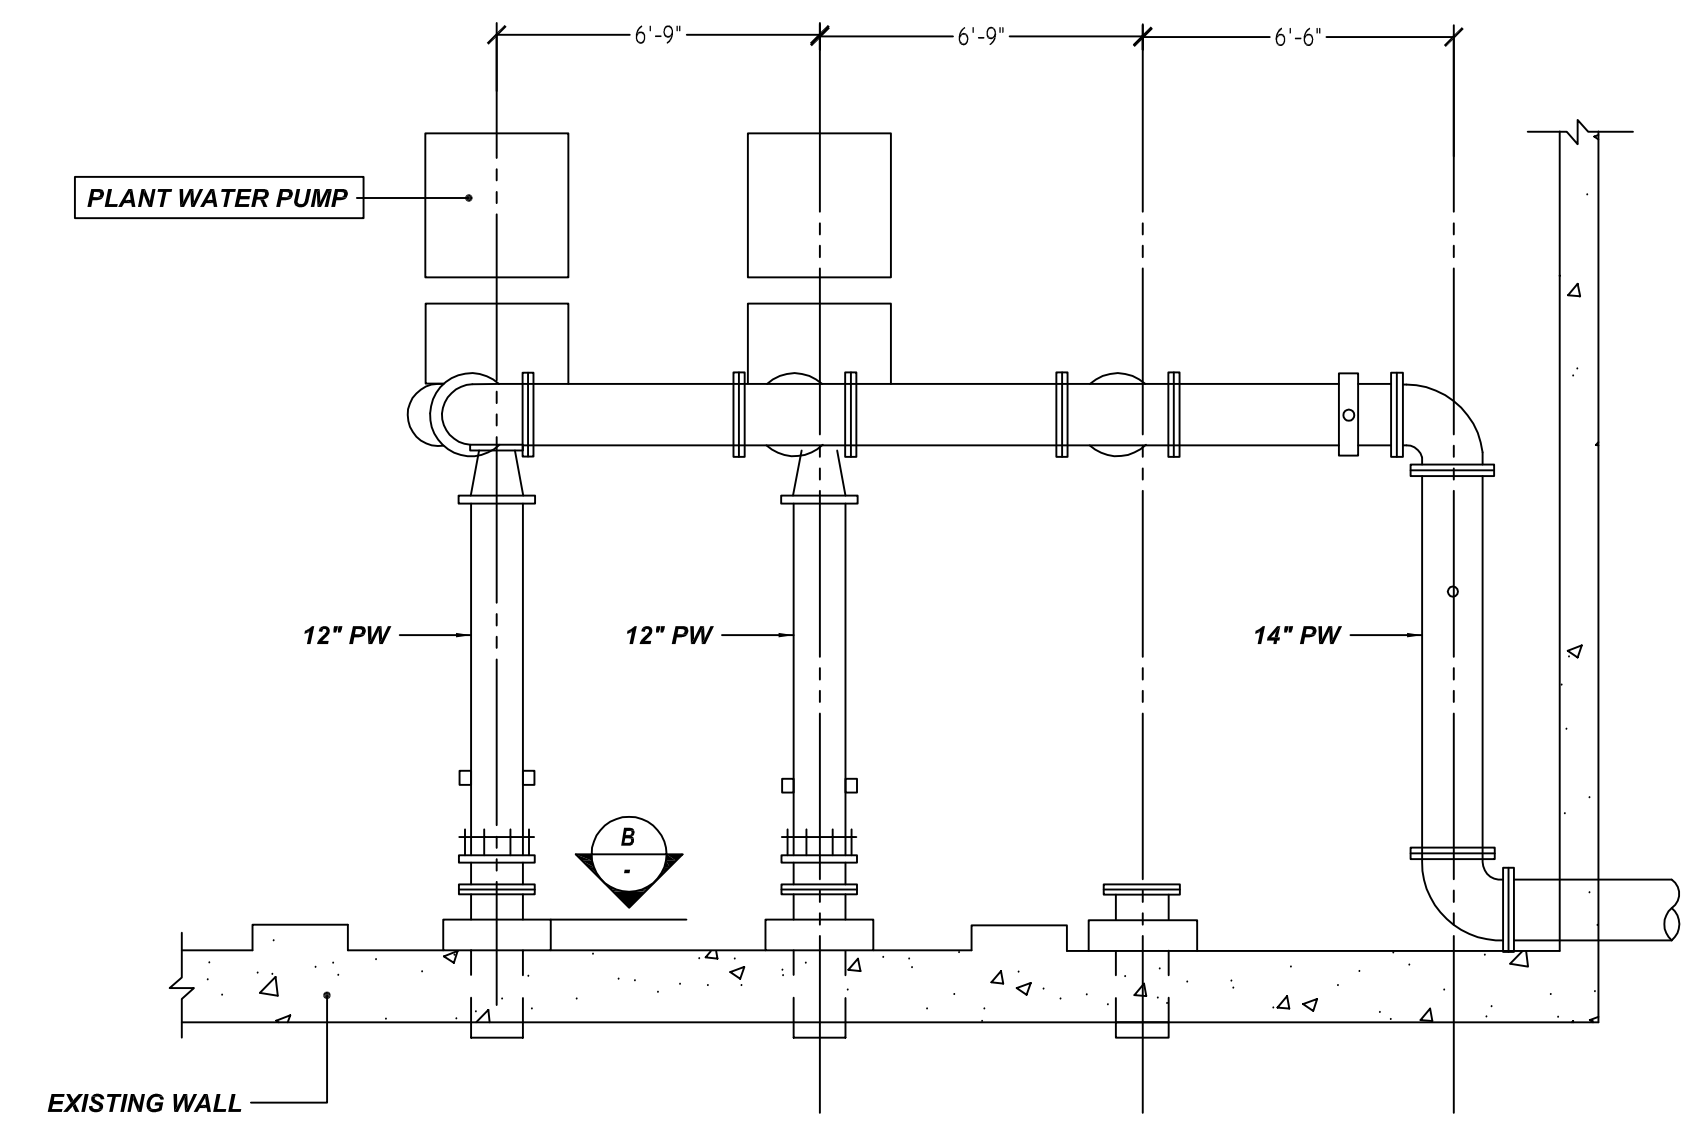 6'-9"
6'-9"
6'-6"
PLANT WATER PUMP
12" PW
12" PW
14" PW
B
-
EXISTING WALL